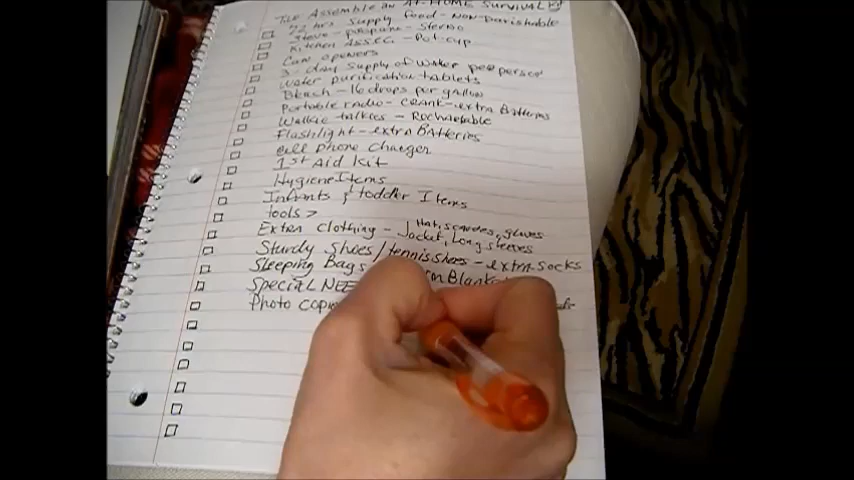 To Assemble an AT-HOME SURVIVAL Kit
72 hrs supply food - NON-Parishable
Stove - propane - Sterno
Kitchen ASSEC. - Pot-cup
Can openers
3-day supply of water per person
Water purification tablets
Bleach - 16 drops per gallon
Portable radio - CRANK - extra Batteries
Walkie talkies - Rechargable
Flashlight - extra Batteries
Cell phone charger
1st Aid Kit
Hygiene Items
Infants & toddler Items
Tools >
Extra Clothing - Hat, scarves, gloves
Jacket, Long sleeves
Sturdy Shoes/tennis shoes - extra socks
Sleeping Bags
Special NEE
Photo cop